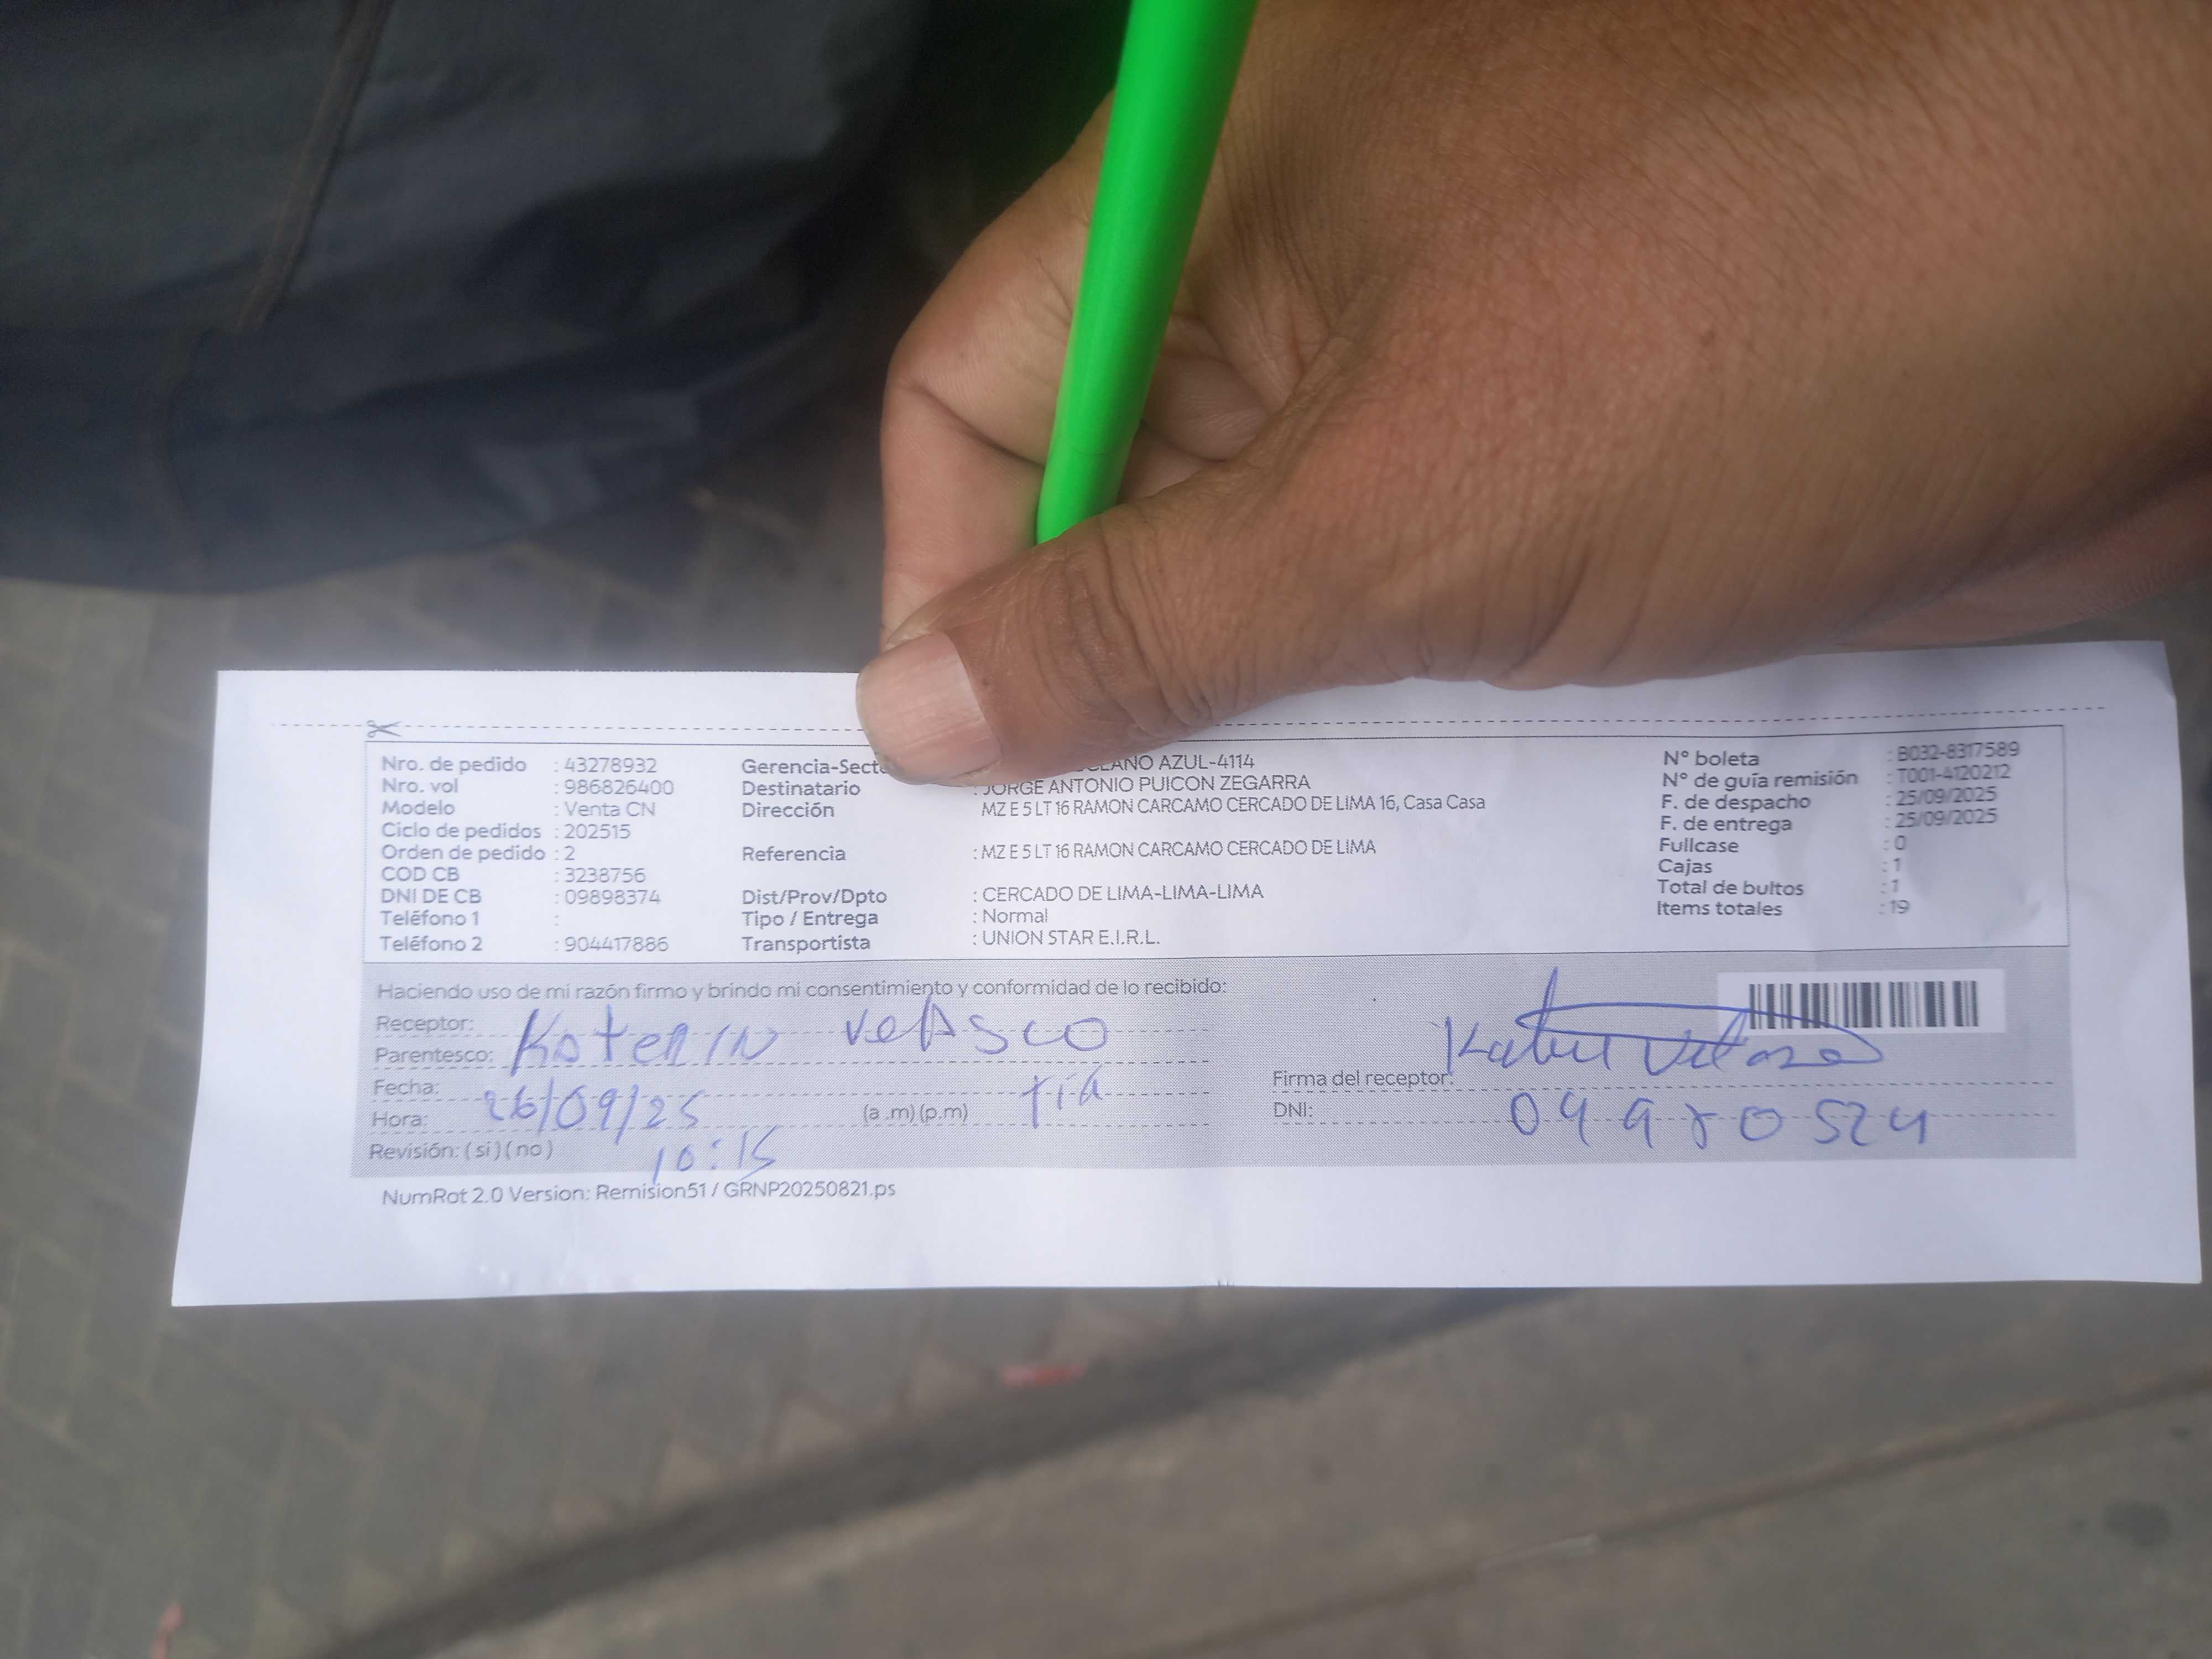 Nro. de pedido : 43278932
Nro. vol : 986826400
Modelo : Venta CN
Ciclo de pedidos : 202515
Orden de pedido : 2
COD CB : 3238756
DNI DE CB : 09898374
Teléfono 1 :
Teléfono 2 : 904417886
AZUL-4114
Destinatario : JORGE ANTONIO PUICON ZEGARRA
Dirección MZ E 5 LT 16 RAMON CARCAMO CERCADO DE LIMA 16, Casa Casa
Referencia : MZ E 5 LT 16 RAMON CARCAMO CERCADO DE LIMA
Dist/Prov/Dpto : CERCADO DE LIMA-LIMA-LIMA
Tipo / Entrega : Normal
Transportista : UNION STAR E.I.R.L.
N° boleta : B032-8317589
N° de guía remisión : T001-4120212
F. de despacho : 25/09/2025
F. de entrega : 25/09/2025
Fullcase : 0
Cajas : 1
Total de bultos : 1
Items totales : 19
Haciendo uso de mi razón firmo y brindo mi consentimiento y conformidad de lo recibido:
Receptor: Katerin Velasco
Parentesco: tía
Fecha: 26/09/25
Hora: 10:15 (a .m) (p.m)
Revisión: ( si ) ( no )
Firma del receptor:
DNI:
NumRot 2.0 Version: Remision51 / GRNP20250821.ps